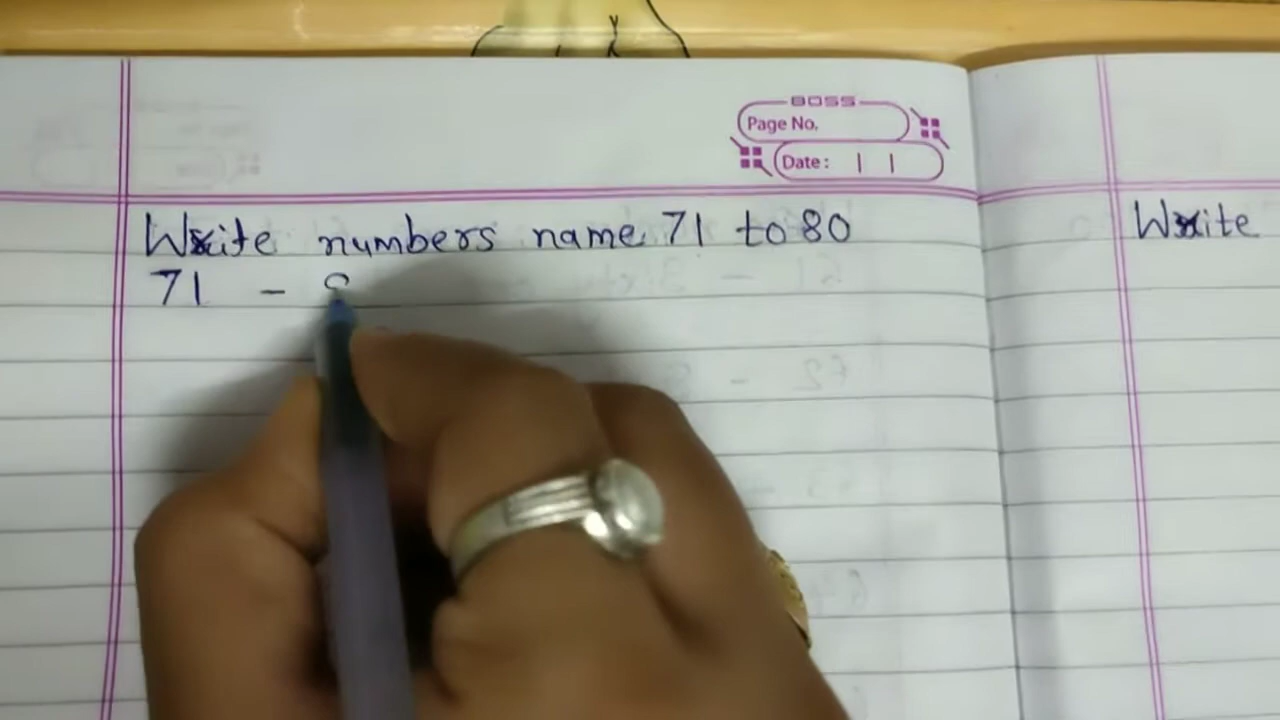 BOSS
Page No.
Date: | |
Write numbers name 71 to 80
71 -
Write